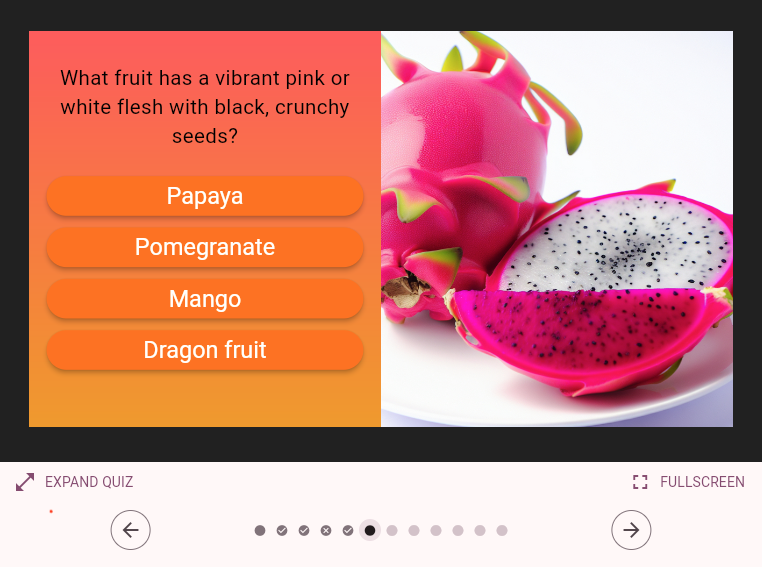 What fruit has a vibrant pink or
white flesh with black, crunchy
seeds?
Papaya
Pomegranate
Mango
Dragon fruit
EXPAND QUIZ
FULLSCREEN